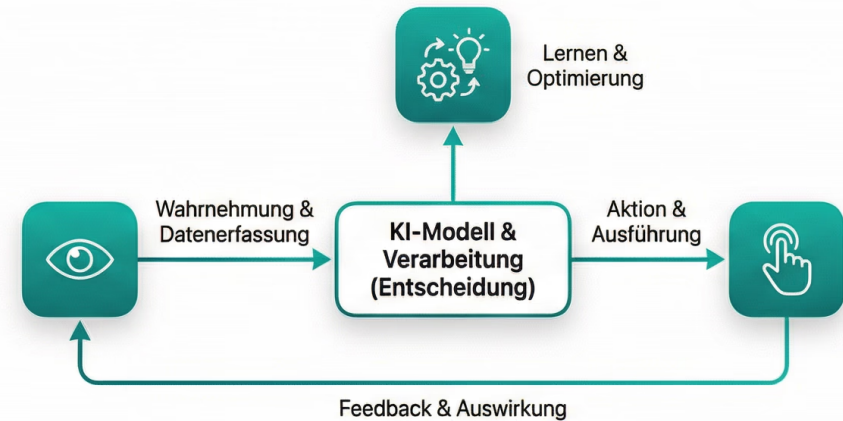 Lernen &
Optimierung
Wahrnehmung &
Datenerfassung
KI-Modell &
Verarbeitung
(Entscheidung)
Aktion &
Ausführung
Feedback & Auswirkung